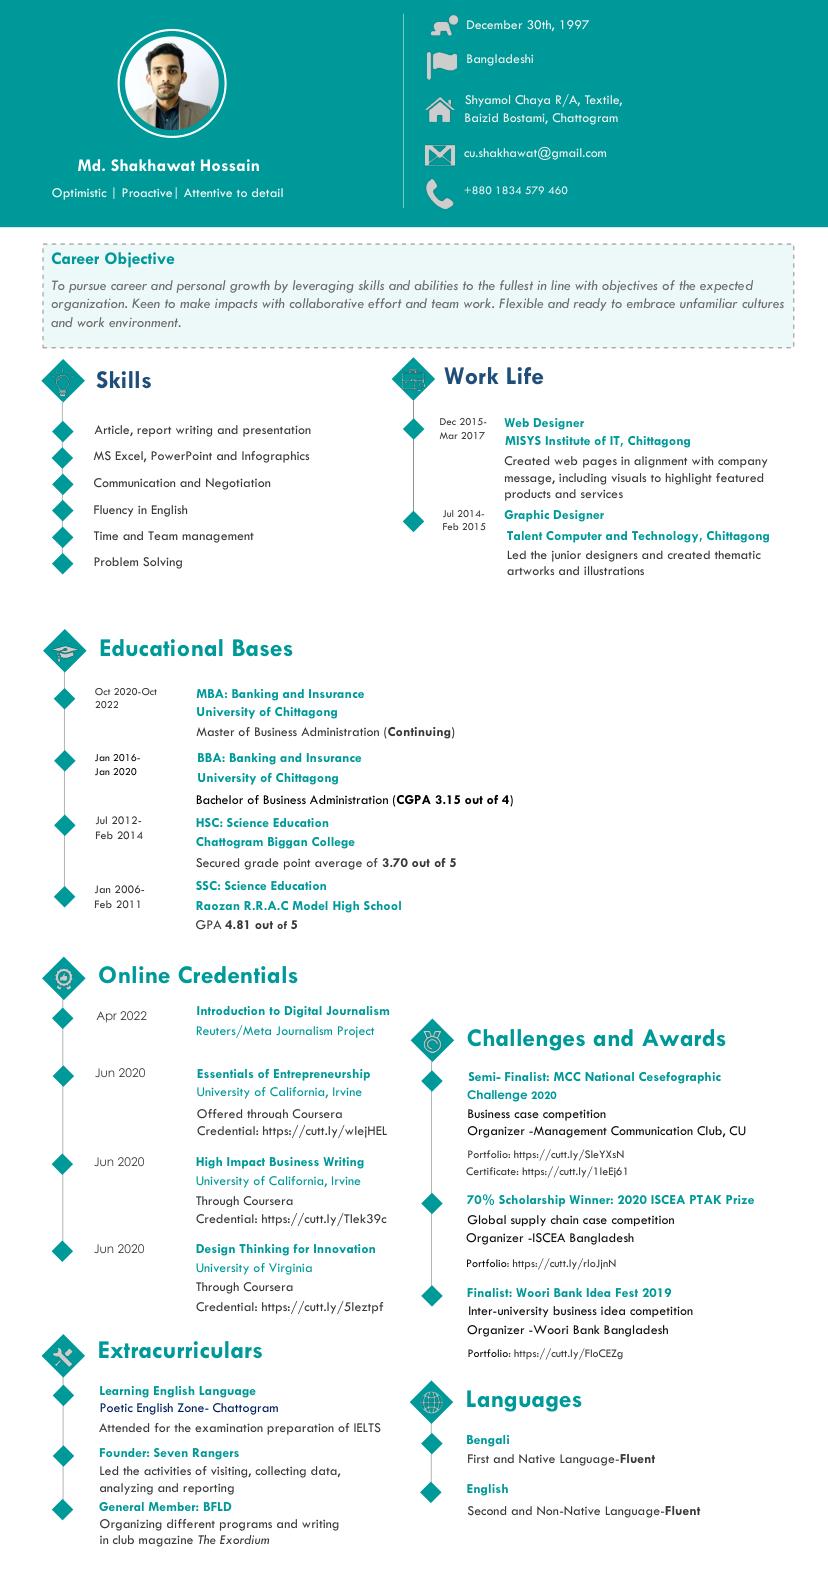 Md. Shakhawat Hossain
Optimistic | Proactive| Attentive to detail
December 30th, 1997
Bangladeshi
Shyamol Chaya R/A, Textile,
Baizid Bostami, Chattogram
cu.shakhawat@gmail.com
+880 1834 579 460
Career Objective
To pursue career and personal growth by leveraging skills and abilities to the fullest in line with objectives of the expected
organization. Keen to make impacts with collaborative effort and team work. Flexible and ready to embrace unfamiliar cultures
and work environment.
Skills
Article, report writing and presentation
MS Excel, PowerPoint and Infographics
Communication and Negotiation
Fluency in English
Time and Team management
Problem Solving
Work Life
Dec 2015-
Mar 2017
Web Designer
MISYS Institute of IT, Chittagong
Created web pages in alignment with company
message, including visuals to highlight featured
products and services
Jul 2014-
Feb 2015
Graphic Designer
Talent Computer and Technology, Chittagong
Led the junior designers and created thematic
artworks and illustrations
Educational Bases
Oct 2020-Oct
2022
MBA: Banking and Insurance
University of Chittagong
Master of Business Administration (Continuing)
Jan 2016-
Jan 2020
BBA: Banking and Insurance
University of Chittagong
Bachelor of Business Administration (CGPA 3.15 out of 4)
Jul 2012-
Feb 2014
HSC: Science Education
Chattogram Biggan College
Secured grade point average of 3.70 out of 5
Jan 2006-
Feb 2011
SSC: Science Education
Raozan R.R.A.C Model High School
GPA 4.81 out of 5
Online Credentials
Apr 2022
Introduction to Digital Journalism
Reuters/Meta Journalism Project
Jun 2020
Essentials of Entrepreneurship
University of California, Irvine
Offered through Coursera
Credential: https://cutt.ly/wlejHEL
Jun 2020
High Impact Business Writing
University of California, Irvine
Through Coursera
Credential: https://cutt.ly/Tlek39c
Jun 2020
Design Thinking for Innovation
University of Virginia
Through Coursera
Credential: https://cutt.ly/5leztpf
Challenges and Awards
Semi- Finalist: MCC National Cesefographic
Challenge 2020
Business case competition
Organizer -Management Communication Club, CU
Portfolio: https://cutt.ly/SleYXsN
Certificate: https://cutt.ly/1leEj61
70% Scholarship Winner: 2020 ISCEA PTAK Prize
Global supply chain case competition
Organizer -ISCEA Bangladesh
Portfolio: https://cutt.ly/rloJjnN
Finalist: Woori Bank Idea Fest 2019
Inter-university business idea competition
Organizer -Woori Bank Bangladesh
Portfolio: https://cutt.ly/FloCEZg
Extracurriculars
Learning English Language
Poetic English Zone- Chattogram
Attended for the examination preparation of IELTS
Founder: Seven Rangers
Led the activities of visiting, collecting data,
analyzing and reporting
General Member: BFLD
Organizing different programs and writing
in club magazine The Exordium
Languages
Bengali
First and Native Language-Fluent
English
Second and Non-Native Language-Fluent